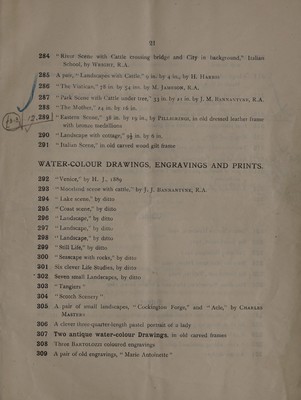 21
284 "River Scene with Cattle crossing bridge and City in background," Italian
School, by WRIGHT, R.A.
285 A pair, "Landscapes with Cattle," 9 in. by 4 in., by H. HARRIS
286 "The Visitors," 78 in. by 54 in. by M. JAMESON, R.A.
287 "Park Scene with Cattle under tree," 33 in. by 21 in. by J. M. BARNANTYNE, R.A.
288 "The Mother," 24 in. by 16 in.
289 "Eastern Scene," 36 in. by 19 in., by PILLEMENT, in old domed leather frame
with bronze medallions
290 "Landscape with cottage," 9½ in. by 6 in.
291 "Italian Scene," in old carved wood gilt frame
WATER-COLOUR DRAWINGS, ENGRAVINGS AND PRINTS.
292 "Venice," by H. J., 1889
293 "Moorland scene with cattle," by J. J. BANNANTYNE, R.A.
294 "Lake scene," by ditto
295 "Coast scene," by ditto
296 "Landscape," by ditto
297 "Landscape," by ditto
298 "Landscape," by ditto
299 "Still Life," by ditto
300 "Seascape with rocks," by ditto
301 Six clever Life Studies, by ditto
302 Seven small Landscapes, by ditto
303 "Tanglers"
304 "Scotch Scenery"
305 A pair of small landscapes, "Cockington Forge," and "Acle," by CHARLES
MASTERS
306 A clever three-quarter-length pastel portrait of a lady
307 Two antique water-colour Drawings, in old carved frames
308 Three BARTOLOZZI coloured engravings
309 A pair of old engravings, "Marie Antoinette"